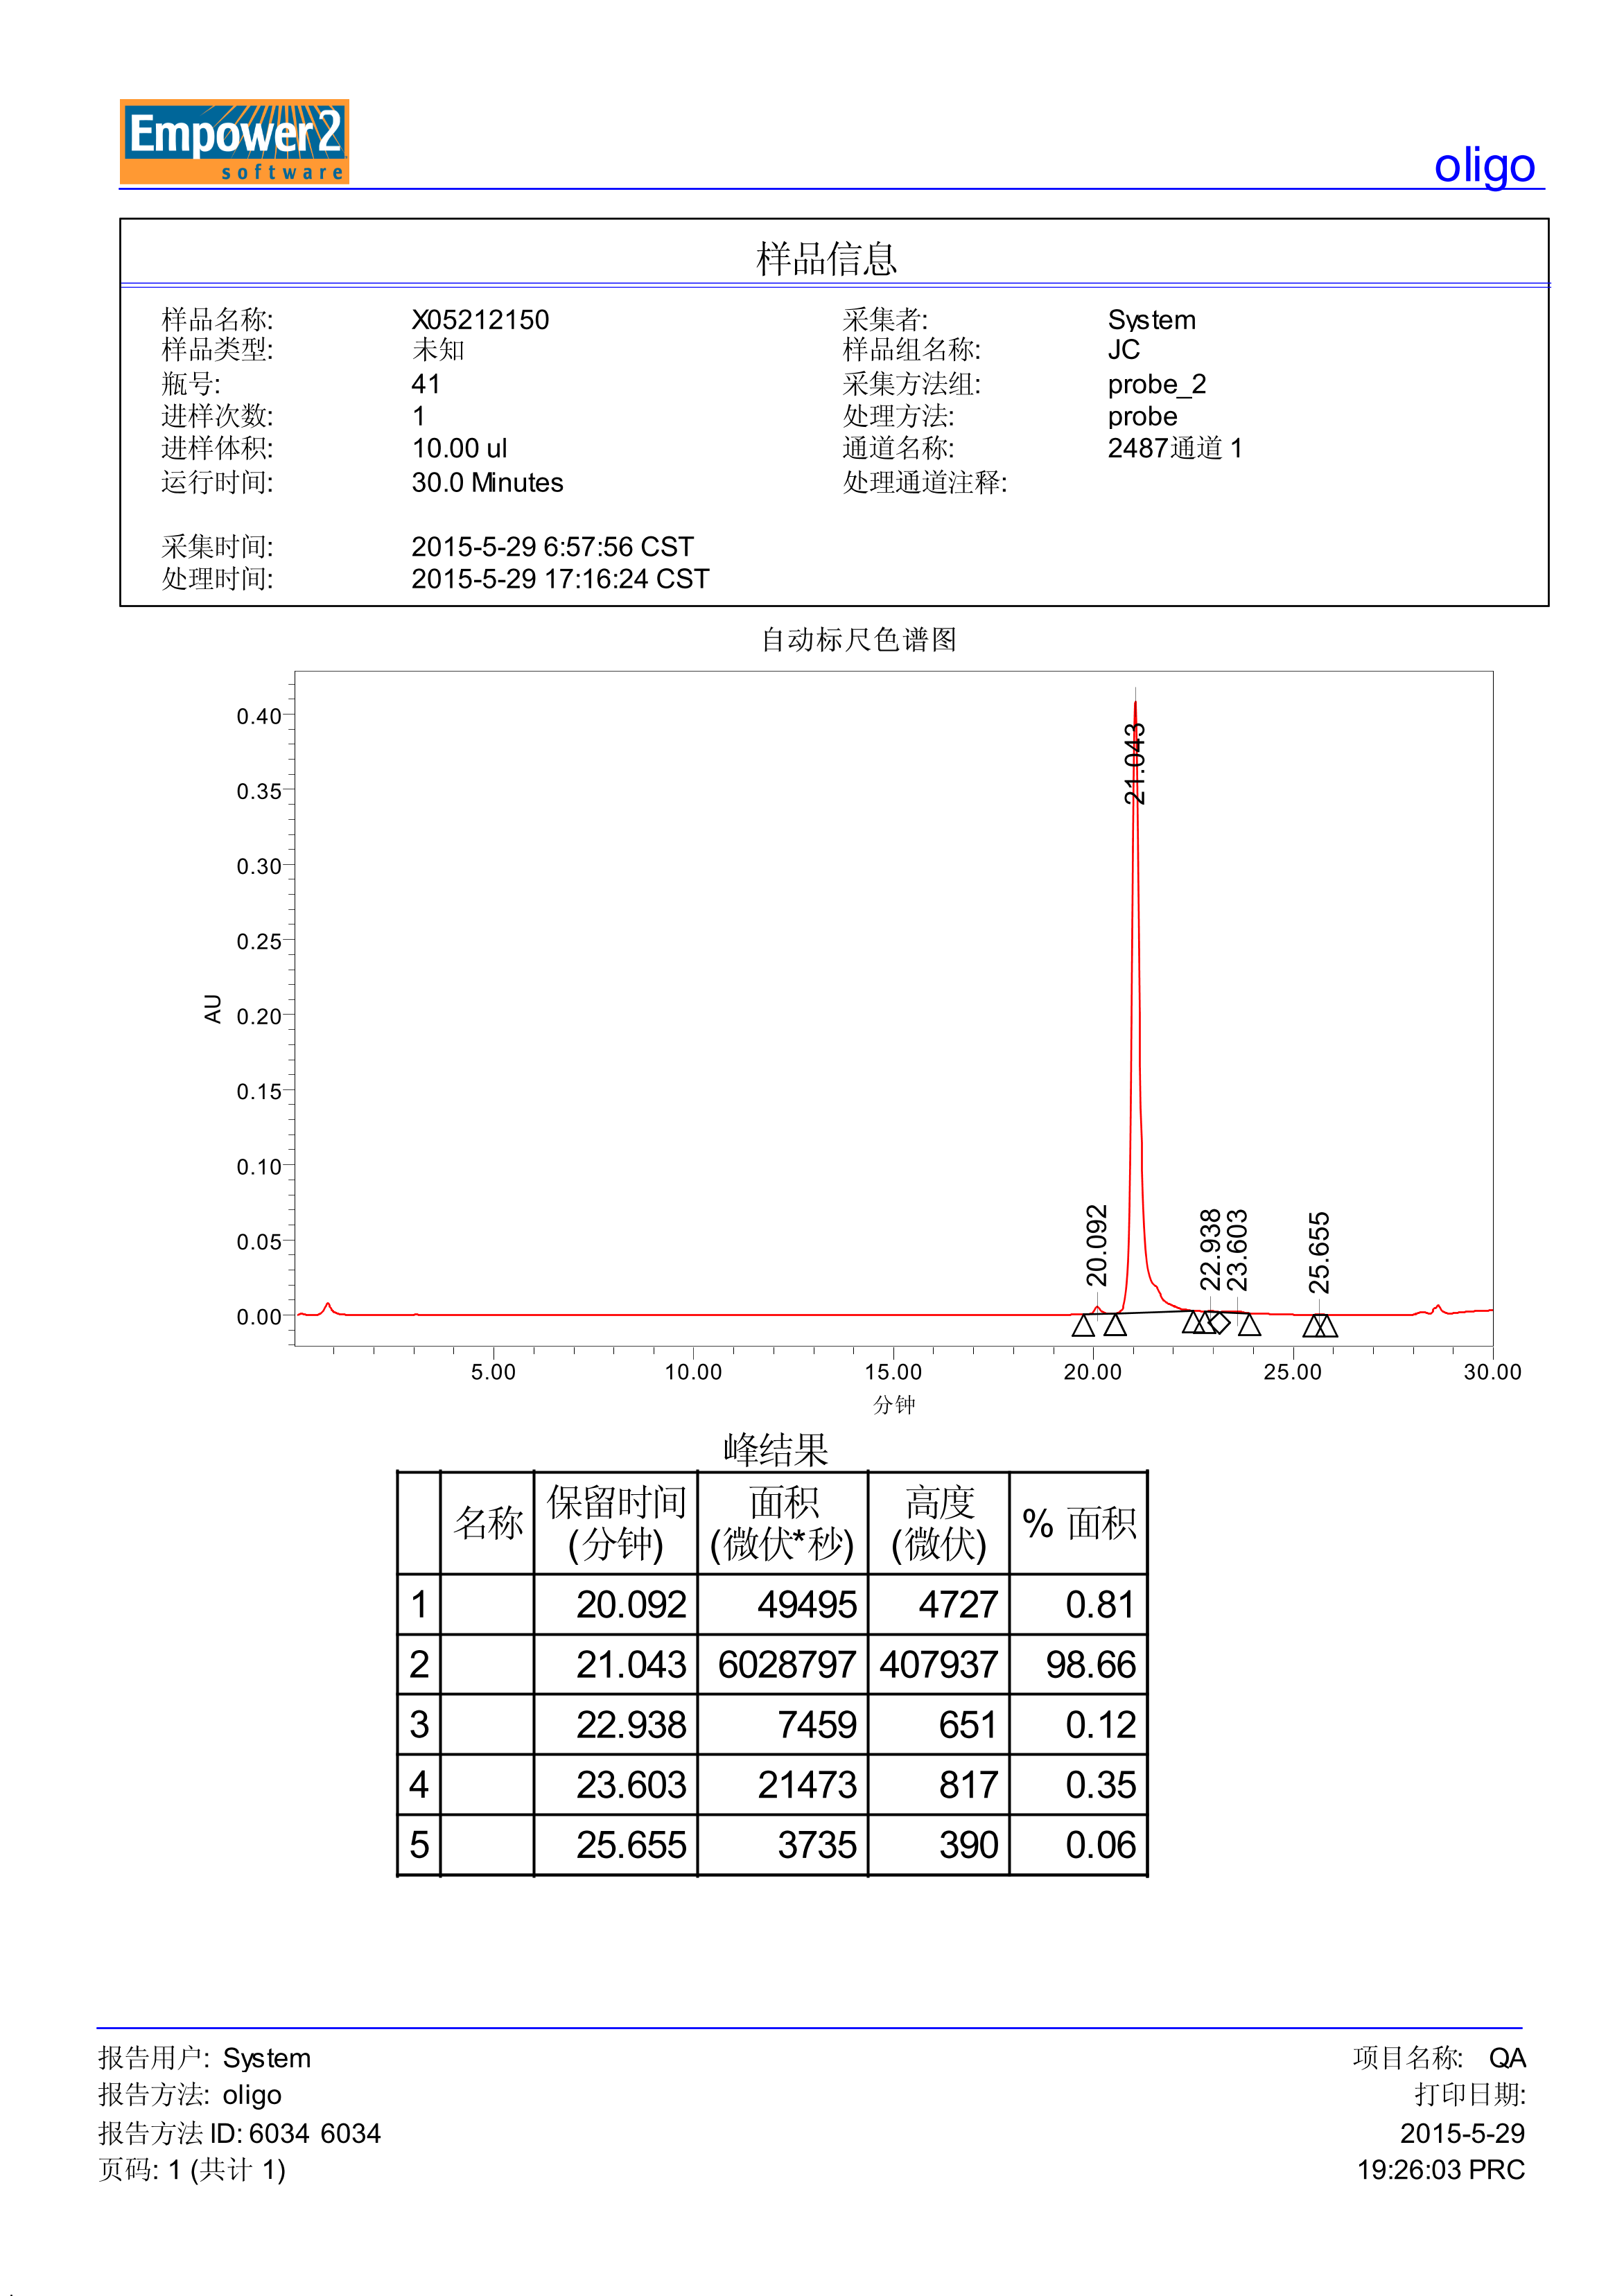 Empower2
software
oligo
样品信息
样品名称: X05212150 采集者: System
样品类型: 未知 样品组名称: JC
瓶号: 41 采集方法组: probe_2
进样次数: 1 处理方法: probe
进样体积: 10.00 ul 通道名称: 2487通道 1
运行时间: 30.0 Minutes 处理通道注释:
采集时间: 2015-5-29 6:57:56 CST
处理时间: 2015-5-29 17:16:24 CST
自动标尺色谱图
AU
0.40
0.35
0.30
0.25
0.20
0.15
0.10
0.05
0.00
20.092
21.043
22.938
23.603
25.655
5.00 10.00 15.00 20.00 25.00 30.00
分钟
峰结果
名称 保留时间 (分钟) 面积 (微伏*秒) 高度 (微伏) % 面积
1 20.092 49495 4727 0.81
2 21.043 6028797 407937 98.66
3 22.938 7459 651 0.12
4 23.603 21473 817 0.35
5 25.655 3735 390 0.06
报告用户: System 项目名称: QA
报告方法: oligo 打印日期:
报告方法 ID: 6034 6034 2015-5-29
页码: 1 (共计 1) 19:26:03 PRC